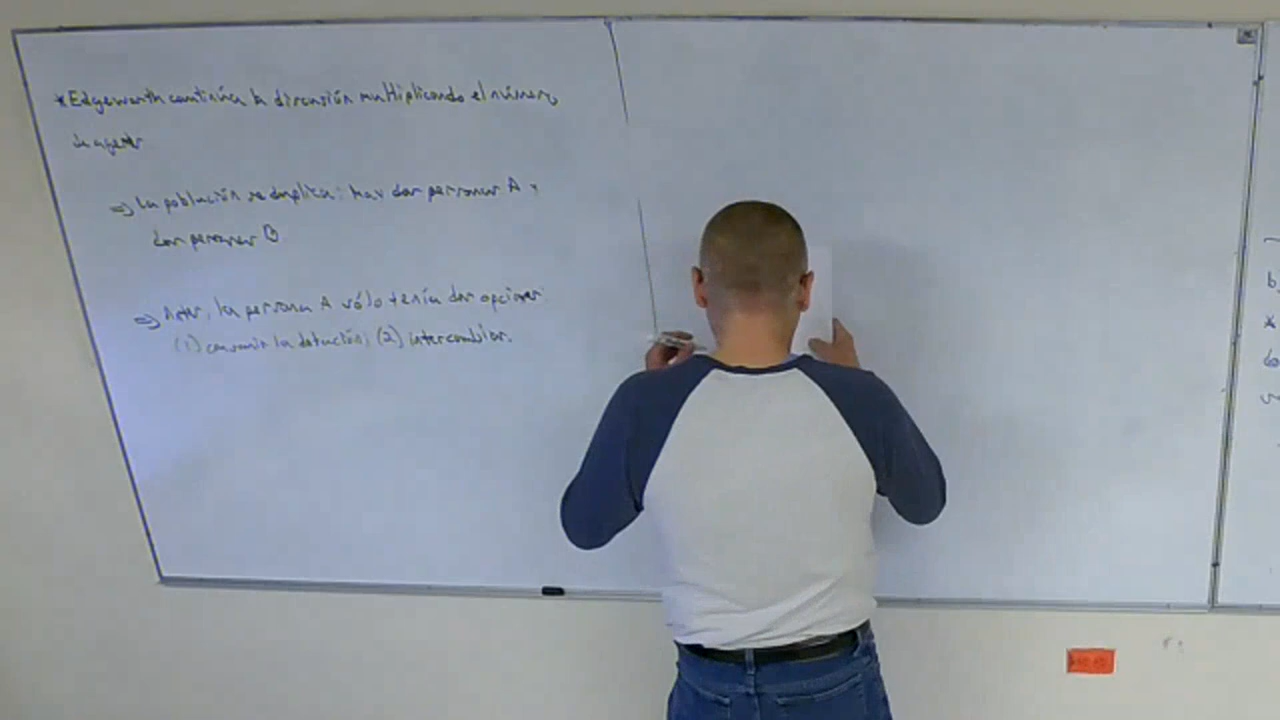 *Edgeworth continúa la discusión multiplicando el número
de agentes
⇒ La población se duplica: hay dos personas A y
dos personas B
⇒ Antes, la persona A sólo tenía dos opciones:
(1) consumir la dotación; (2) intercambiar.